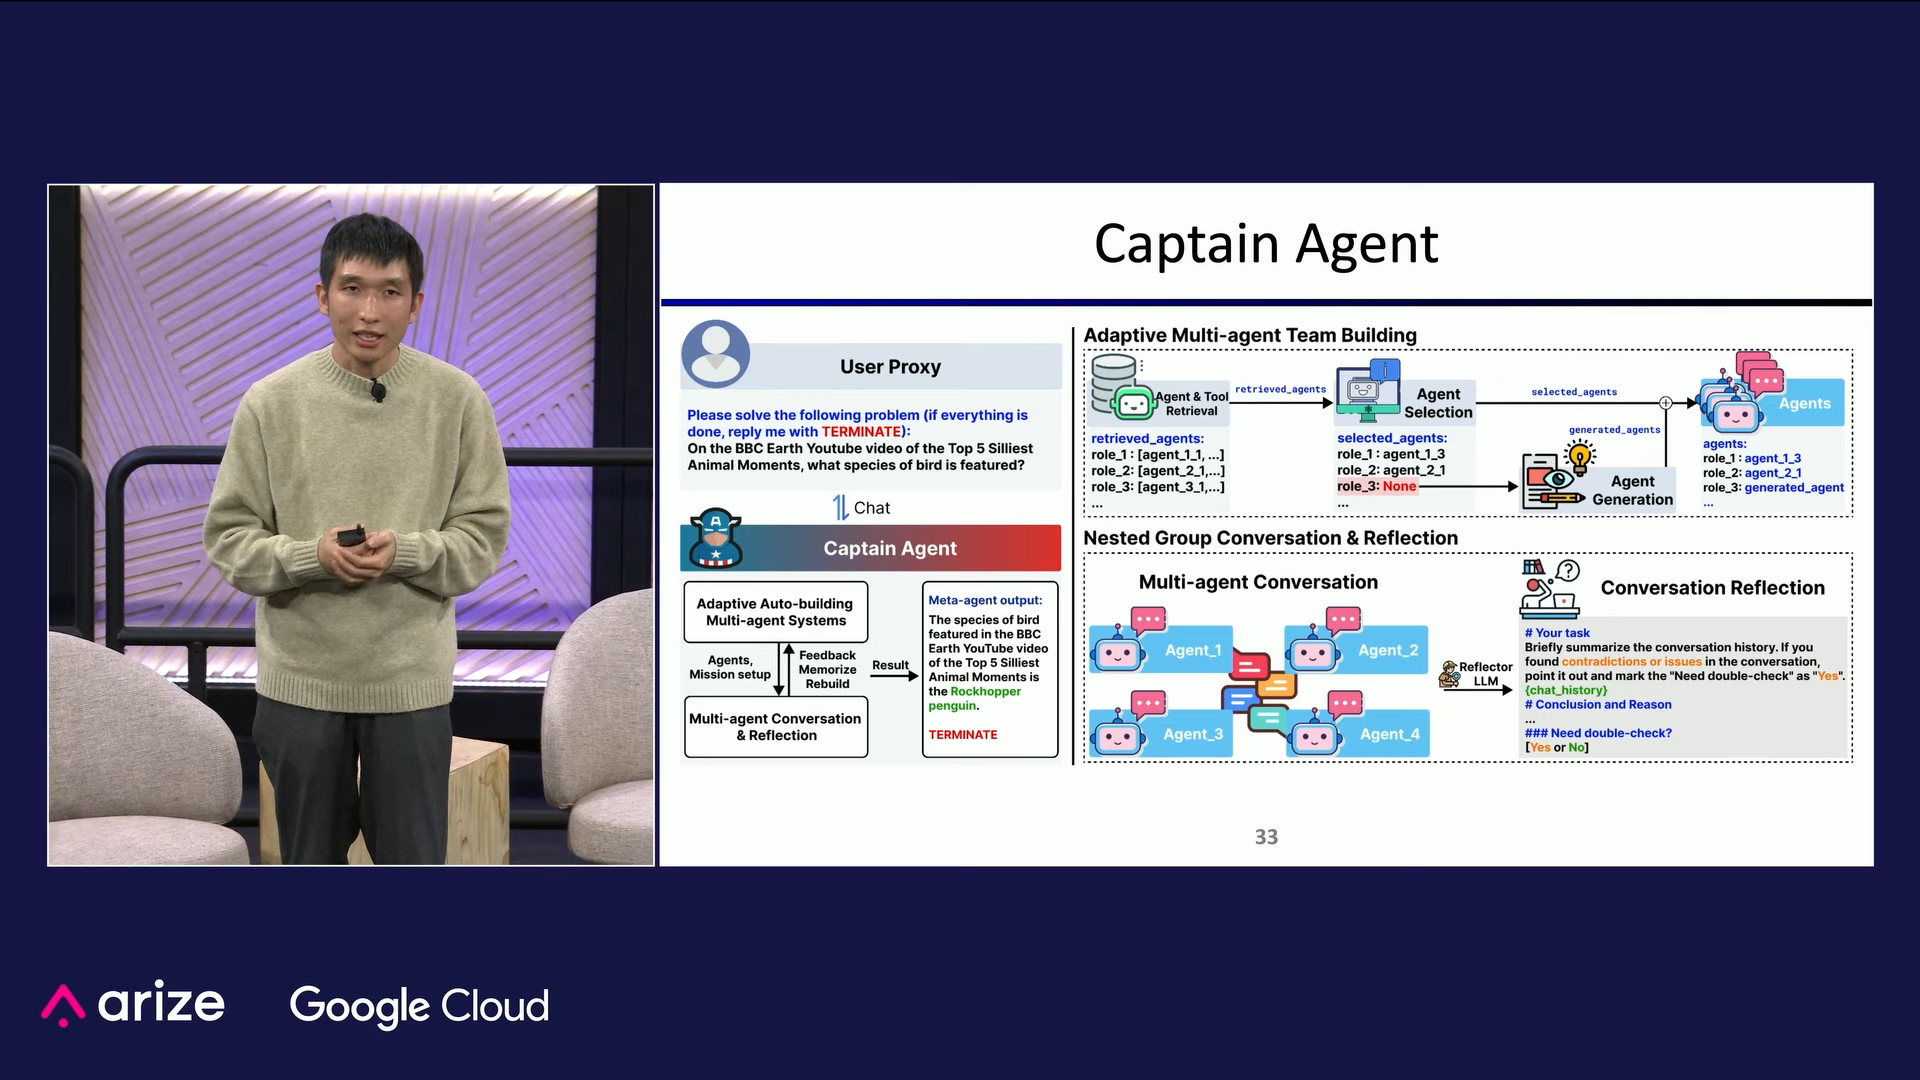 Captain Agent
User Proxy
Please solve the following problem (if everything is
done, reply me with TERMINATE):
On the BBC Earth Youtube video of the Top 5 Silliest
Animal Moments, what species of bird is featured?
Chat
A
Captain Agent
Adaptive Auto-building
Multi-agent Systems
Agents,
Mission setup
Feedback
Memorize
Rebuild
Result
Multi-agent Conversation
& Reflection
Meta-agent output:
The species of bird
featured in the BBC
Earth YouTube video
of the Top 5 Silliest
Animal Moments is
the Rockhopper
penguin.
TERMINATE
Adaptive Multi-agent Team Building
Agent & Tool
Retrieval
retrieved_agents
retrieved_agents:
role_1 : [agent_1_1, ...]
role_2: [agent_2_1,...]
role_3: [agent_3_1,...]
...
Agent
Selection
selected_agents
selected_agents:
role_1 : agent_1_3
role_2: agent_2_1
role_3: None
...
generated_agents
Agent
Generation
Agents
agents:
role_1: agent_1_3
role_2: agent_2_1
role_3: generated_agent
...
Nested Group Conversation & Reflection
Multi-agent Conversation
Agent_1
Agent_2
Agent_3
Agent_4
Reflector
LLM
Conversation Reflection
# Your task
Briefly summarize the conversation history. If you
found contradictions or issues in the conversation,
point it out and mark the "Need double-check" as "Yes".
{chat_history}
# Conclusion and Reason
...
### Need double-check?
[Yes or No]
33
arize
Google Cloud